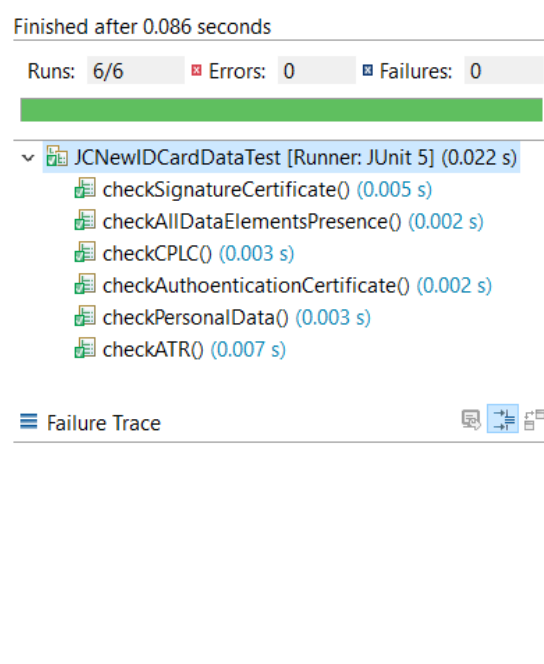 Finished after 0.086 seconds
Runs: 6/6 Errors: 0 Failures: 0
JCNewIDCardDataTest [Runner: JUnit 5] (0.022 s)
checkSignatureCertificate() (0.005 s)
checkAllDataElementsPresence() (0.002 s)
checkCPLC() (0.003 s)
checkAuthoenticationCertificate() (0.002 s)
checkPersonalData() (0.003 s)
checkATR() (0.007 s)
Failure Trace